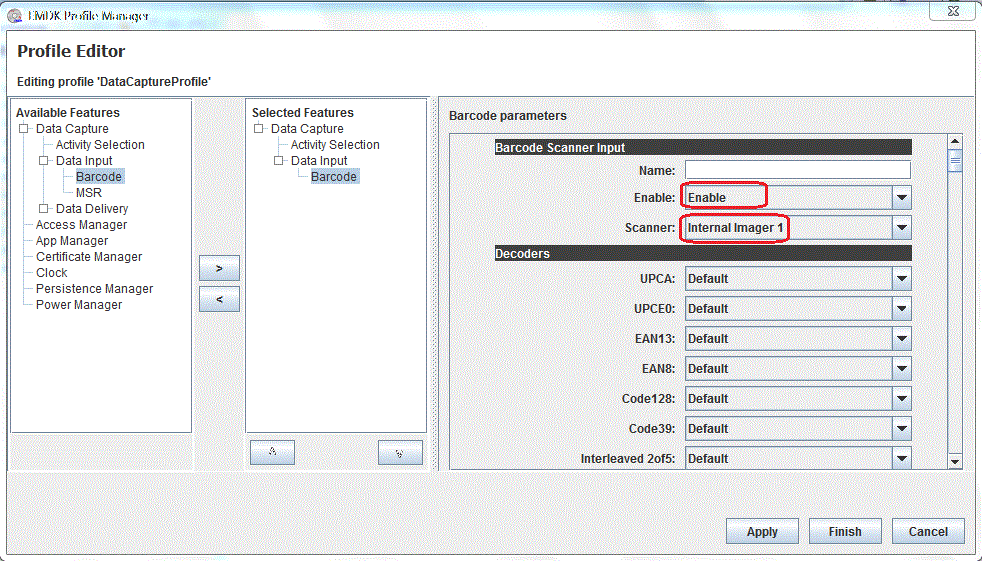 EMDK Profile Manager
Profile Editor
Editing profile 'DataCaptureProfile'
Available Features
Data Capture
Activity Selection
Data Input
Barcode
MSR
Data Delivery
Access Manager
App Manager
Certificate Manager
Clock
Persistence Manager
Power Manager
>
<
Selected Features
Data Capture
Activity Selection
Data Input
Barcode
Barcode parameters
Barcode Scanner Input
Name:
Enable: Enable
Scanner: Internal Imager 1
Decoders
UPCA: Default
UPCE0: Default
EAN13: Default
EAN8: Default
Code128: Default
Code39: Default
Interleaved 2of5: Default
Apply Finish Cancel